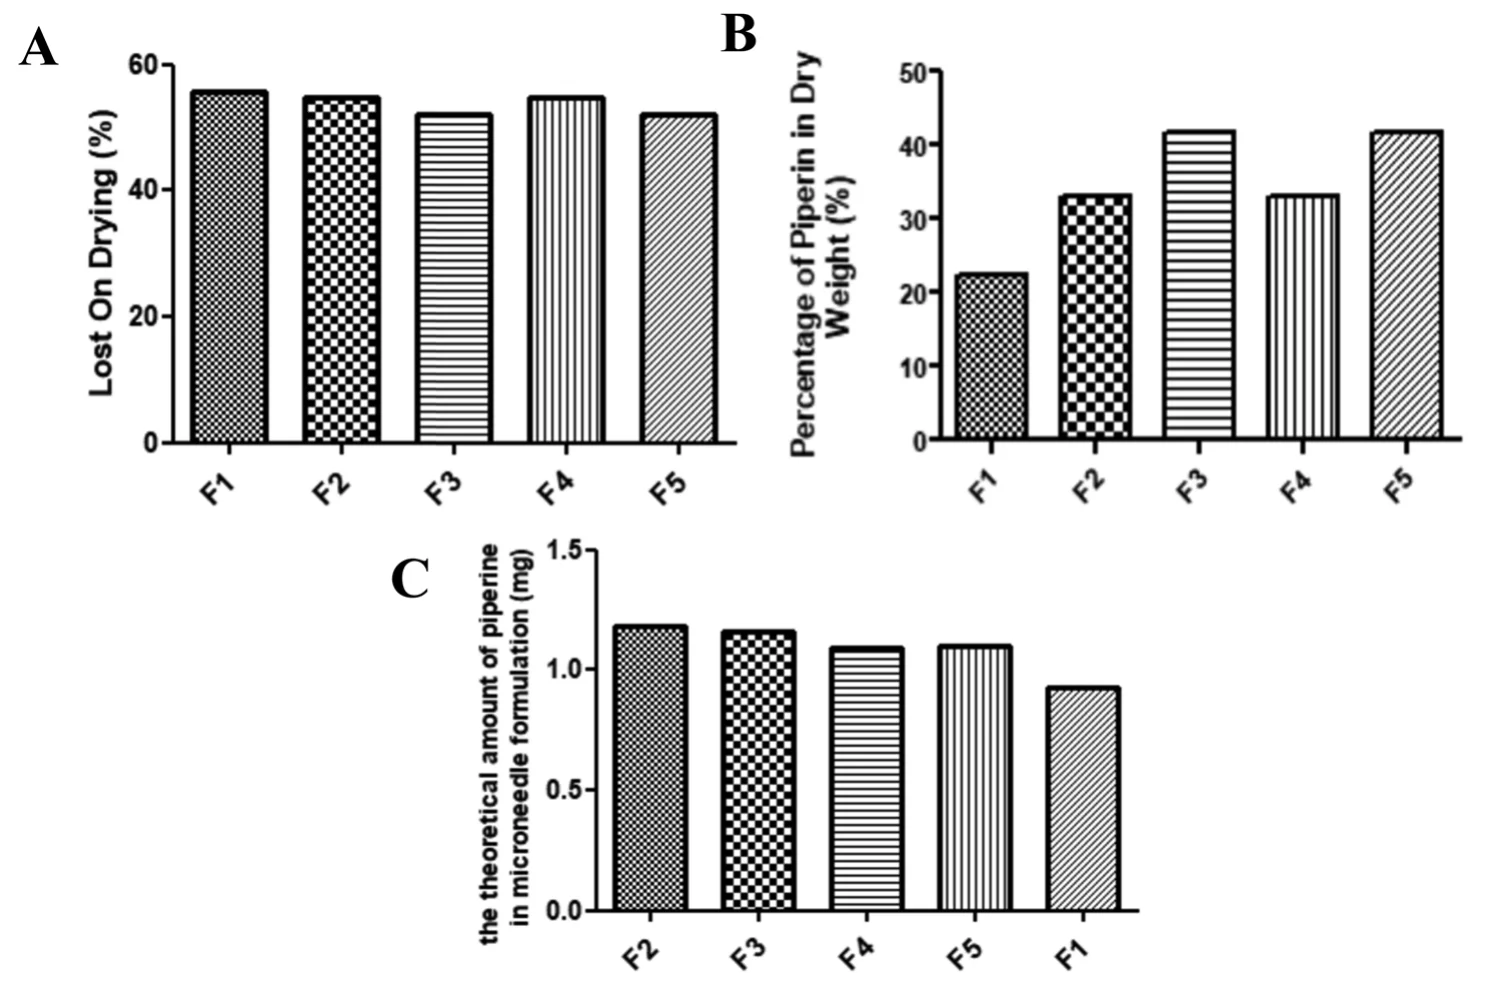 A
Lost On Drying (%)
60
40
20
0
F1
F2
F3
F4
F5
B
Percentage of Piperin in Dry
Weight (%)
50
40
30
20
10
0
F1
F2
F3
F4
F5
C
the theoretical amount of piperine
in microneedle formulation (mg)
1.5
1.0
0.5
0.0
F2
F3
F4
F5
F1